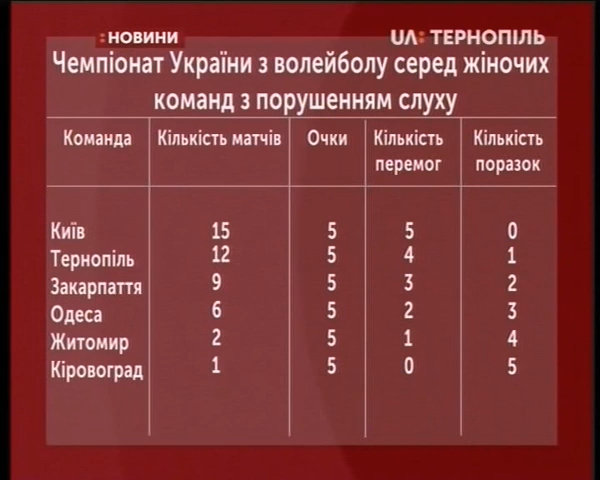 НОВИНИ
UA: ТЕРНОПІЛЬ
Чемпіонат України з волейболу серед жіночих
команд з порушенням слуху
Команда Кількість матчів Очки Кількість перемог Кількість поразок
Київ 15 5 5 0
Тернопіль 12 5 4 1
Закарпаття 9 5 3 2
Одеса 6 5 2 3
Житомир 2 5 1 4
Кіровоград 1 5 0 5